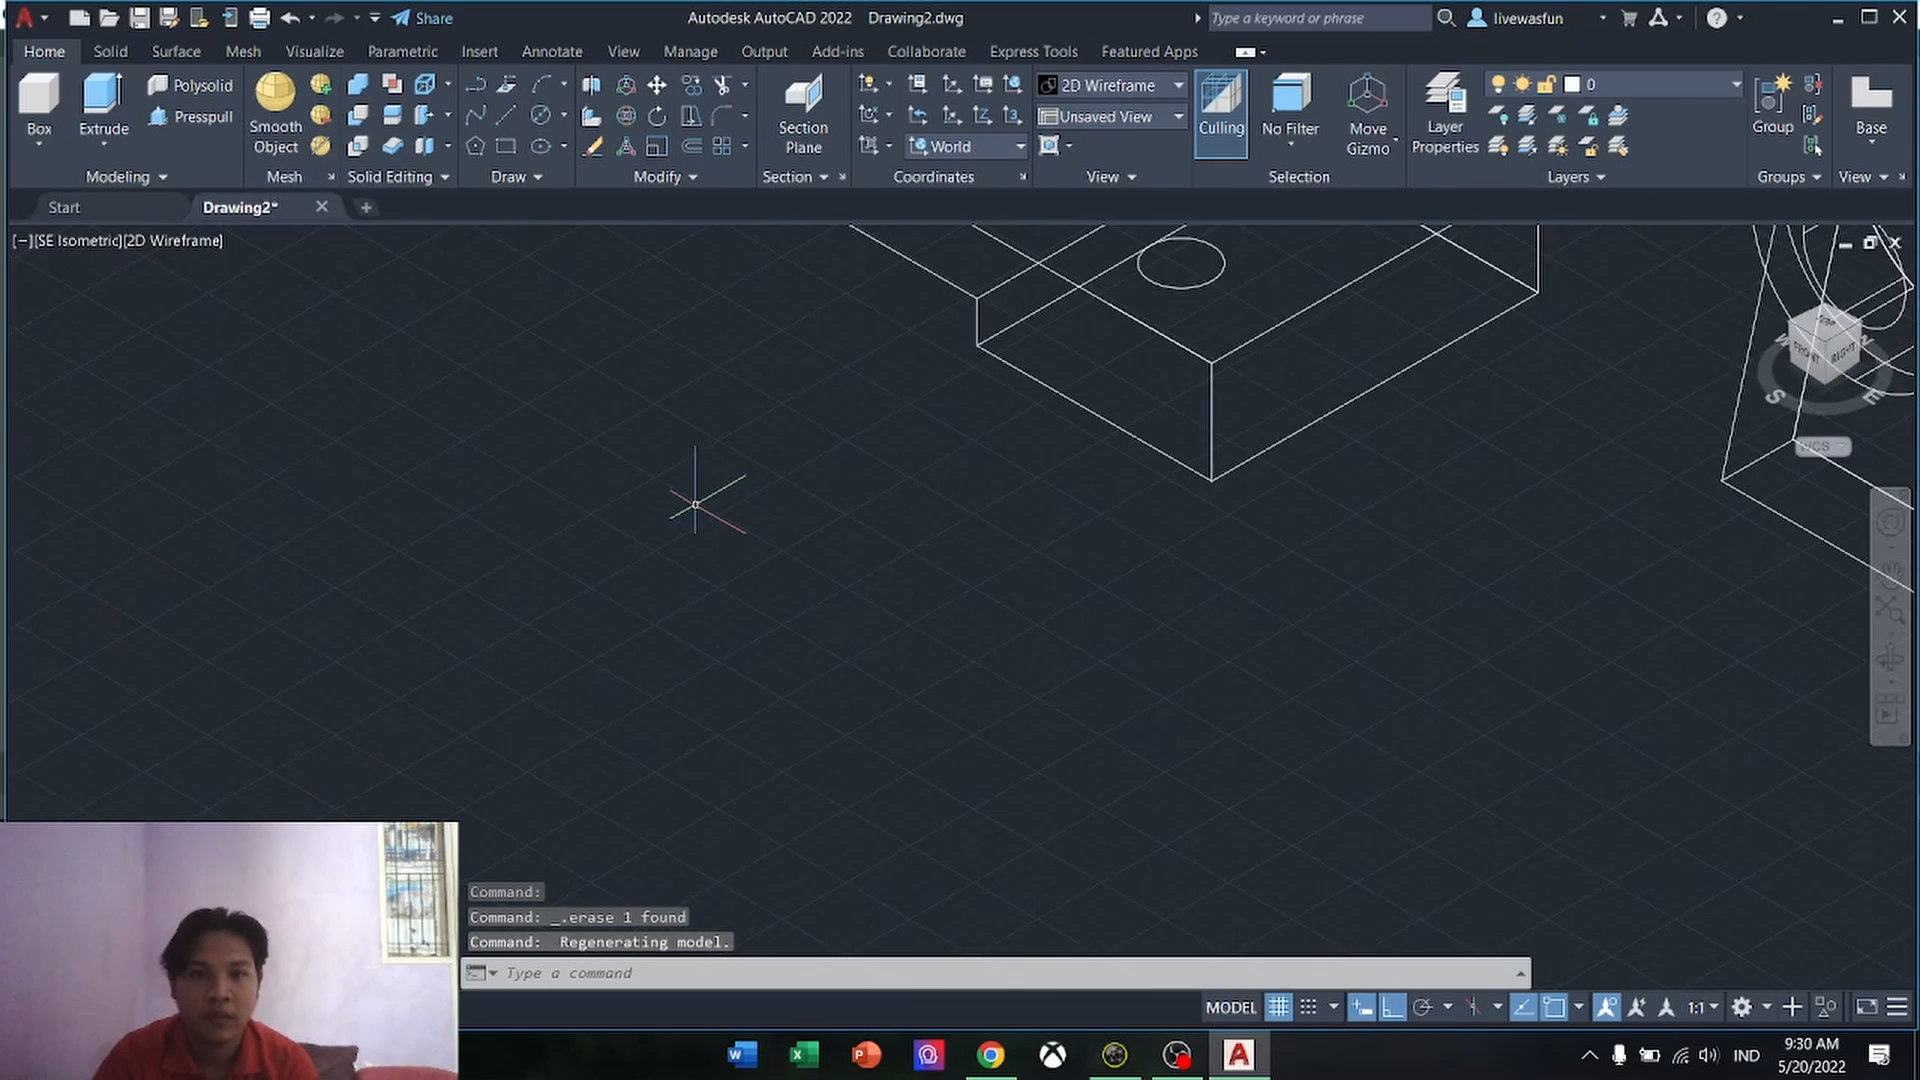 Share
Autodesk AutoCAD 2022 Drawing2.dwg
Type a keyword or phrase
livewasfun
Home Solid Surface Mesh Visualize Parametric Insert Annotate View Manage Output Add-ins Collaborate Express Tools Featured Apps
Box
Extrude
Polysolid
Presspull
Smooth Object
Section Plane
World
2D Wireframe
Unsaved View
Culling
No Filter
Move Gizmo
Layer Properties
0
Group
Base
Modeling Mesh Solid Editing Draw Modify Section Coordinates View Selection Layers Groups View
Start Drawing2*
[−][SE Isometric][2D Wireframe]
TOP
FRONT RIGHT
S E
WCS
Command:
Command: _.erase 1 found
Command: Regenerating model.
Type a command
MODEL 1:1
IND
9:30 AM
5/20/2022